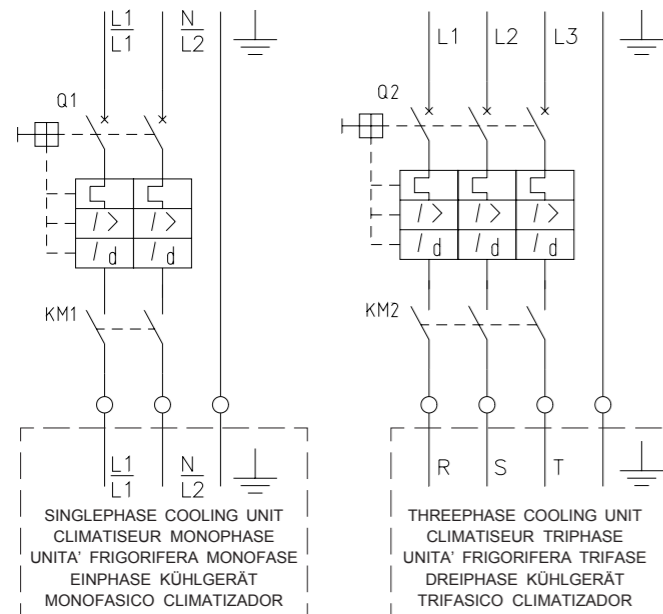 L1
L1
N
L2
Q1
I >
I d
I >
I d
KM1
L1
L1
N
L2
SINGLEPHASE COOLING UNIT
CLIMATISEUR MONOPHASE
UNITA' FRIGORIFERA MONOFASE
EINPHASE KÜHLGERÄT
MONOFASICO CLIMATIZADOR
L1 L2 L3
Q2
I > I > I >
I d I d I d
KM2
R S T
THREEPHASE COOLING UNIT
CLIMATISEUR TRIPHASE
UNITA' FRIGORIFERA TRIFASE
DREIPHASE KÜHLGERÄT
TRIFASICO CLIMATIZADOR